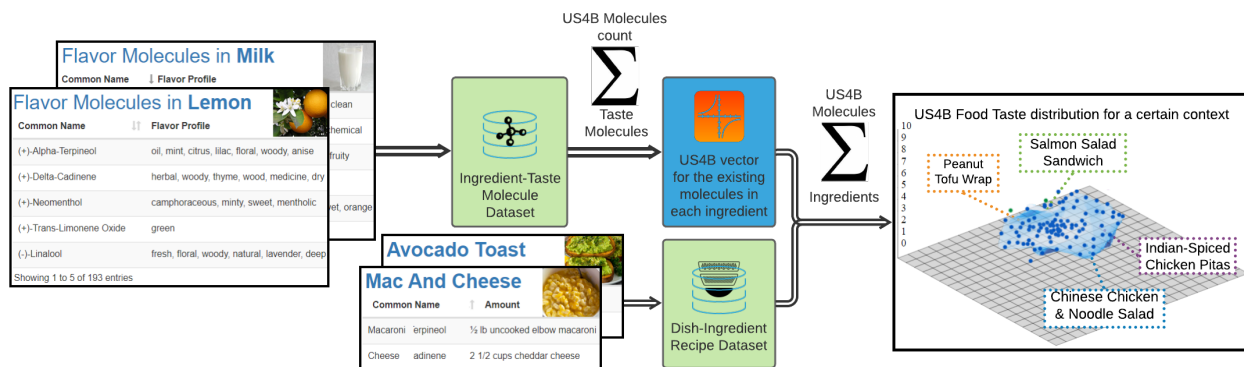 Flavor Molecules in Milk
Common Name Flavor Profile
clean
chemical
fruity
vet, orange
Flavor Molecules in Lemon
Common Name Flavor Profile
(+)-Alpha-Terpineol oil, mint, citrus, lilac, floral, woody, anise
(+)-Delta-Cadinene herbal, woody, thyme, wood, medicine, dry
(+)-Neomenthol camphoraceous, minty, sweet, mentholic
(+)-Trans-Limonene Oxide green
(-)-Linalool fresh, floral, woody, natural, lavender, deep
Showing 1 to 5 of 193 entries
Ingredient-Taste
Molecule
Dataset
US4B Molecules
count
∑
Taste
Molecules
US4B vector
for the existing
molecules in
each ingredient
Avocado Toast
Mac And Cheese
Common Name Amount
Macaroni erpineol ½ lb uncooked elbow macaroni
Cheese adinene 2 1/2 cups cheddar cheese
Dish-Ingredient
Recipe Dataset
US4B
Molecules
∑
Ingredients
US4B Food Taste distribution for a certain context
10
9
8
7
6
5
4
3
2
1
0
Salmon Salad
Sandwich
Peanut
Tofu Wrap
Indian-Spiced
Chicken Pitas
Chinese Chicken
& Noodle Salad